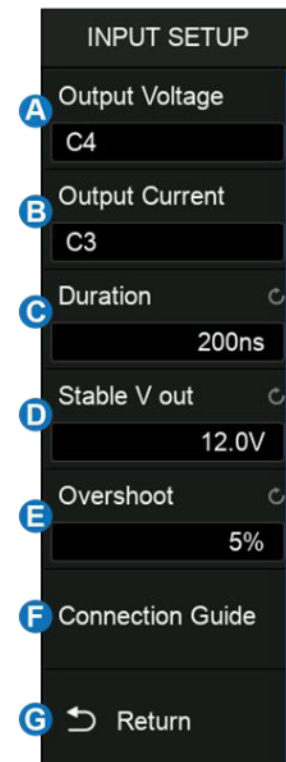 INPUT SETUP
A Output Voltage
C4
B Output Current
C3
C Duration
200ns
D Stable V out
12.0V
E Overshoot
5%
F Connection Guide
G Return